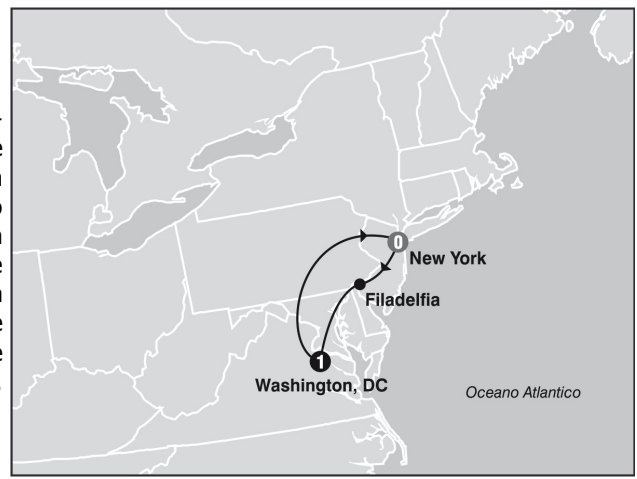 0
New York
Filadelfia
1
Washington, DC
Oceano Atlantico